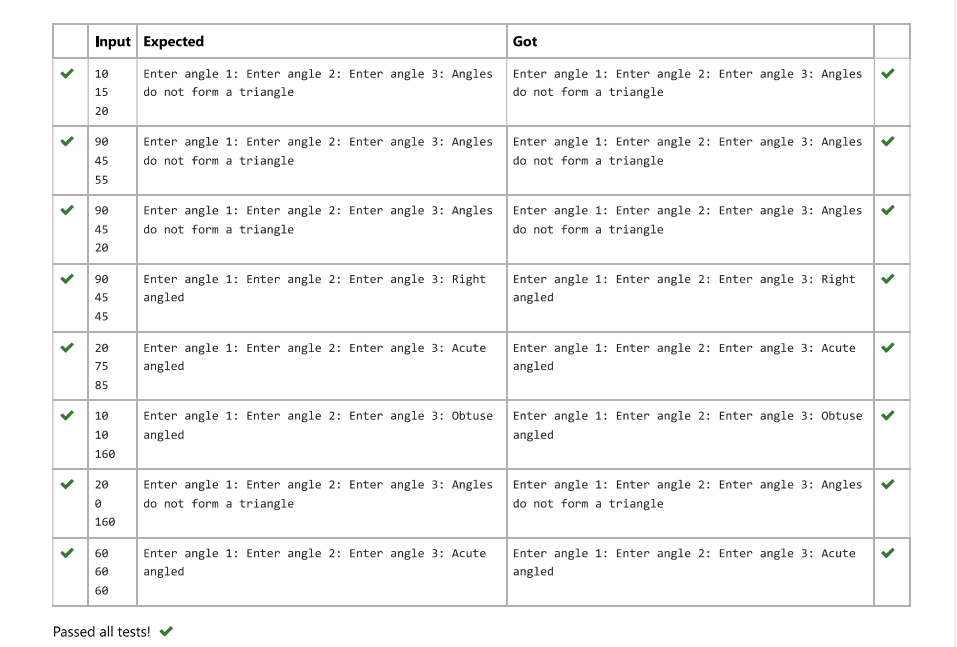 Input Expected Got
10 Enter angle 1: Enter angle 2: Enter angle 3: Angles Enter angle 1: Enter angle 2: Enter angle 3: Angles
15 do not form a triangle do not form a triangle
20
90 Enter angle 1: Enter angle 2: Enter angle 3: Angles Enter angle 1: Enter angle 2: Enter angle 3: Angles
45 do not form a triangle do not form a triangle
55
90 Enter angle 1: Enter angle 2: Enter angle 3: Angles Enter angle 1: Enter angle 2: Enter angle 3: Angles
45 do not form a triangle do not form a triangle
20
90 Enter angle 1: Enter angle 2: Enter angle 3: Right Enter angle 1: Enter angle 2: Enter angle 3: Right
45 angled angled
45
20 Enter angle 1: Enter angle 2: Enter angle 3: Acute Enter angle 1: Enter angle 2: Enter angle 3: Acute
75 angled angled
85
10 Enter angle 1: Enter angle 2: Enter angle 3: Obtuse Enter angle 1: Enter angle 2: Enter angle 3: Obtuse
10 angled angled
160
20 Enter angle 1: Enter angle 2: Enter angle 3: Angles Enter angle 1: Enter angle 2: Enter angle 3: Angles
0 do not form a triangle do not form a triangle
160
60 Enter angle 1: Enter angle 2: Enter angle 3: Acute Enter angle 1: Enter angle 2: Enter angle 3: Acute
60 angled angled
60
Passed all tests!